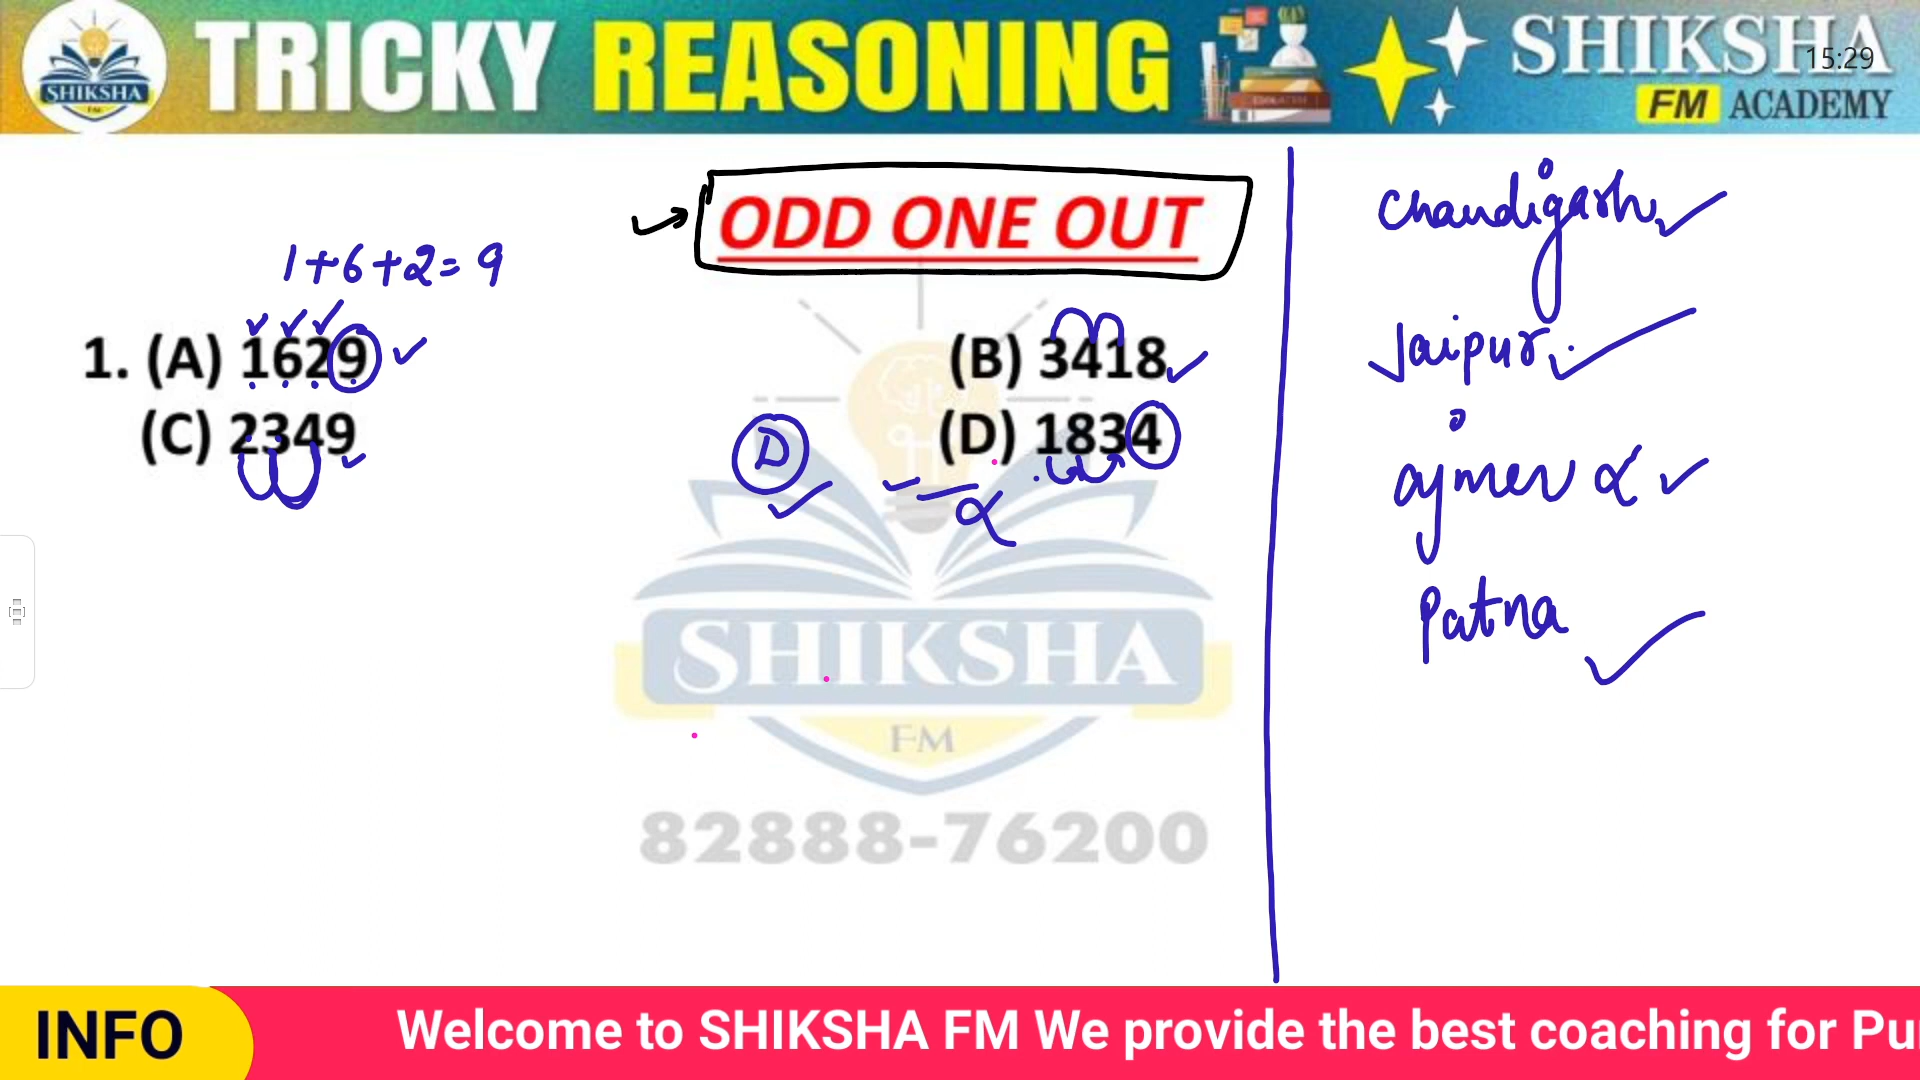 SHIKSHA
FM
TRICKY REASONING
SHIKSHA
15:29
FM ACADEMY
ODD ONE OUT
1+6+2=9
1. (A) 1629
(B) 3418
(C) 2349
(D) 1834
D
Chandigarh
Jaipur
ajmer
Patna
SHIKSHA
FM
82888-76200
INFO
Welcome to SHIKSHA FM We provide the best coaching for Pu